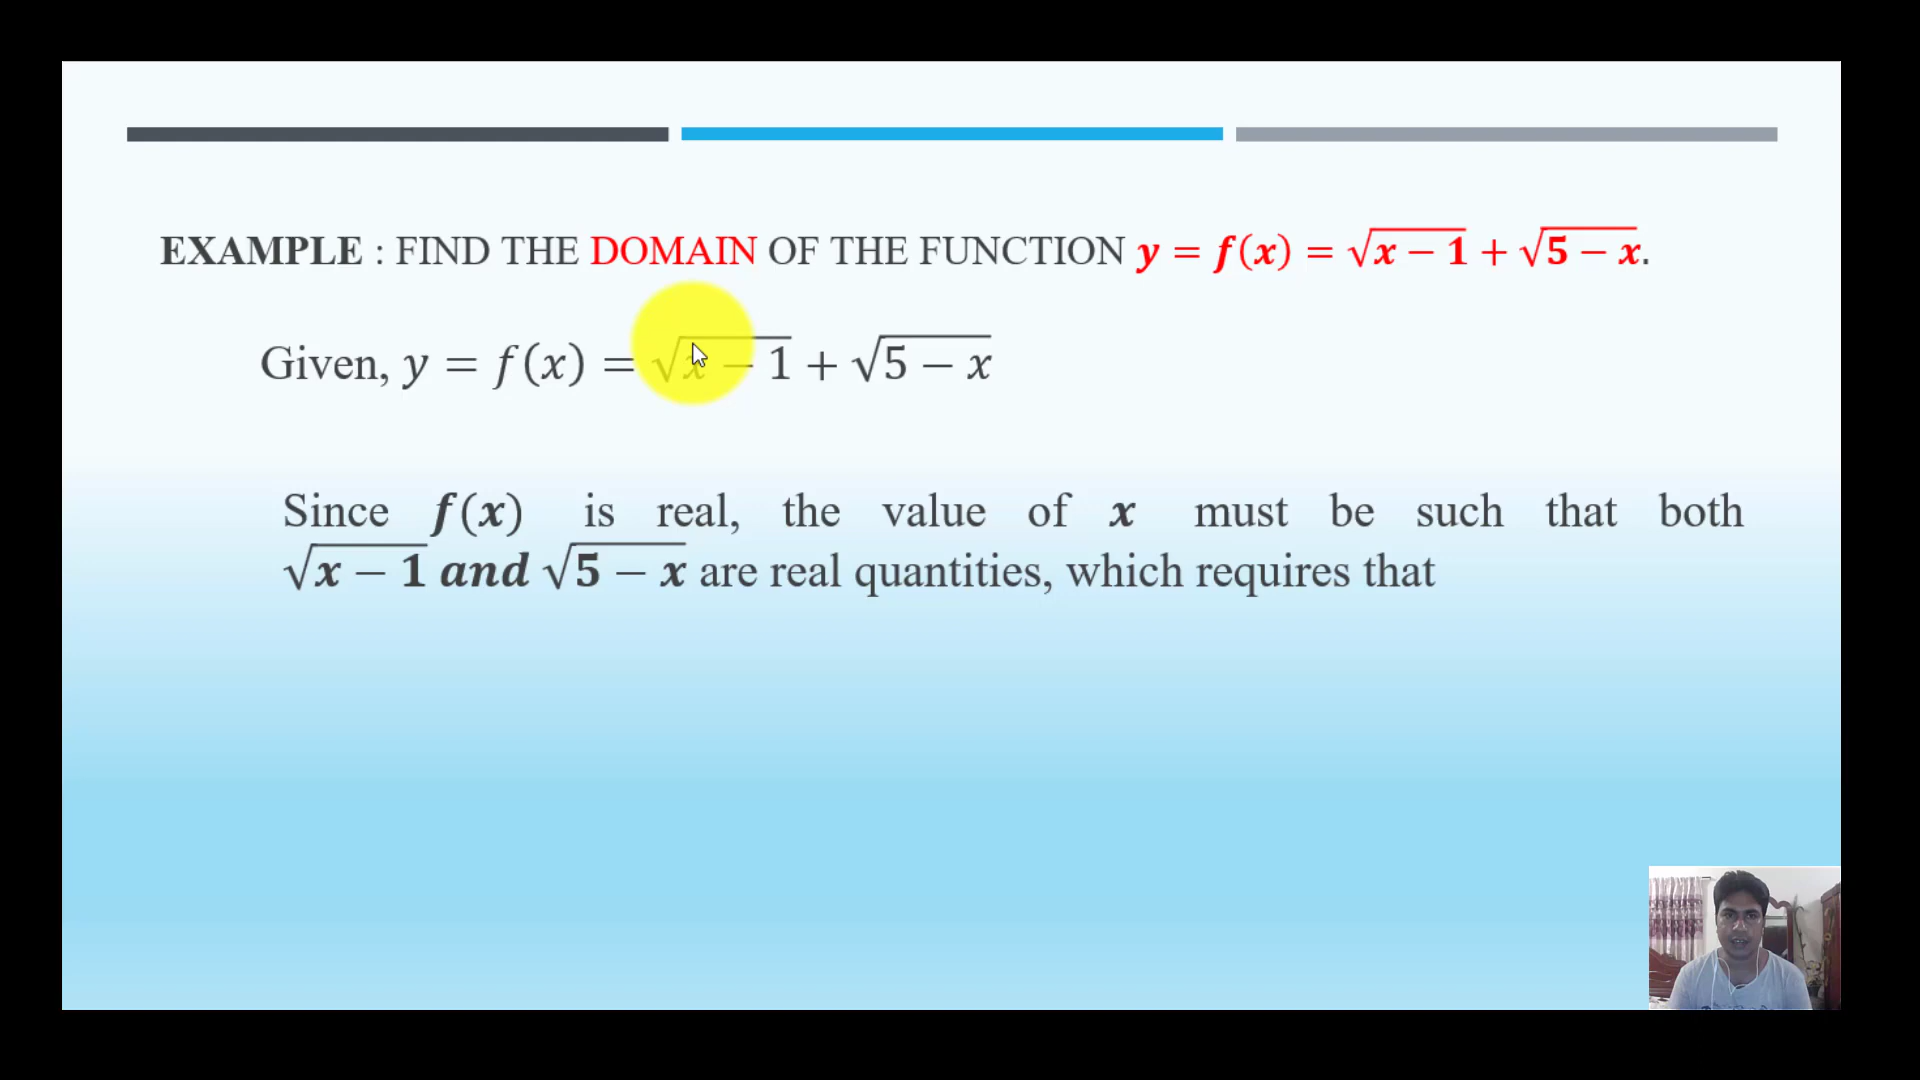 EXAMPLE : FIND THE DOMAIN OF THE FUNCTION y = f(x) = √x − 1 + √5 − x.
Given, y = f(x) = √x − 1 + √5 − x
Since f(x) is real, the value of x must be such that both
√x − 1 and √5 − x are real quantities, which requires that